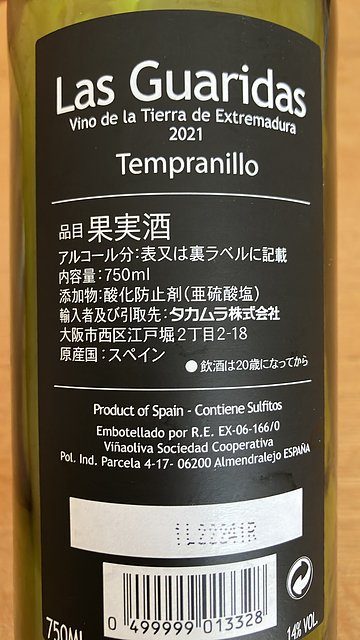 Las Guaridas
Vino de la Tierra de Extremadura
2021
Tempranillo
品目 果実酒
アルコール分：表又は裏ラベルに記載
内容量：750ml
添加物：酸化防止剤（亜硫酸塩）
輸入者及び引取先：タカムラ株式会社
大阪市西区江戸堀2丁目2-18
原産国：スペイン
●飲酒は20歳になってから
Product of Spain - Contiene Sulfitos
Embotellado por R.E. EX-06-166/0
Viñaoliva Sociedad Cooperativa
Pol. Ind. Parcela 4-17- 06200 Almendralejo ESPAÑA
0 499999 013328
750ML
14% VOL.